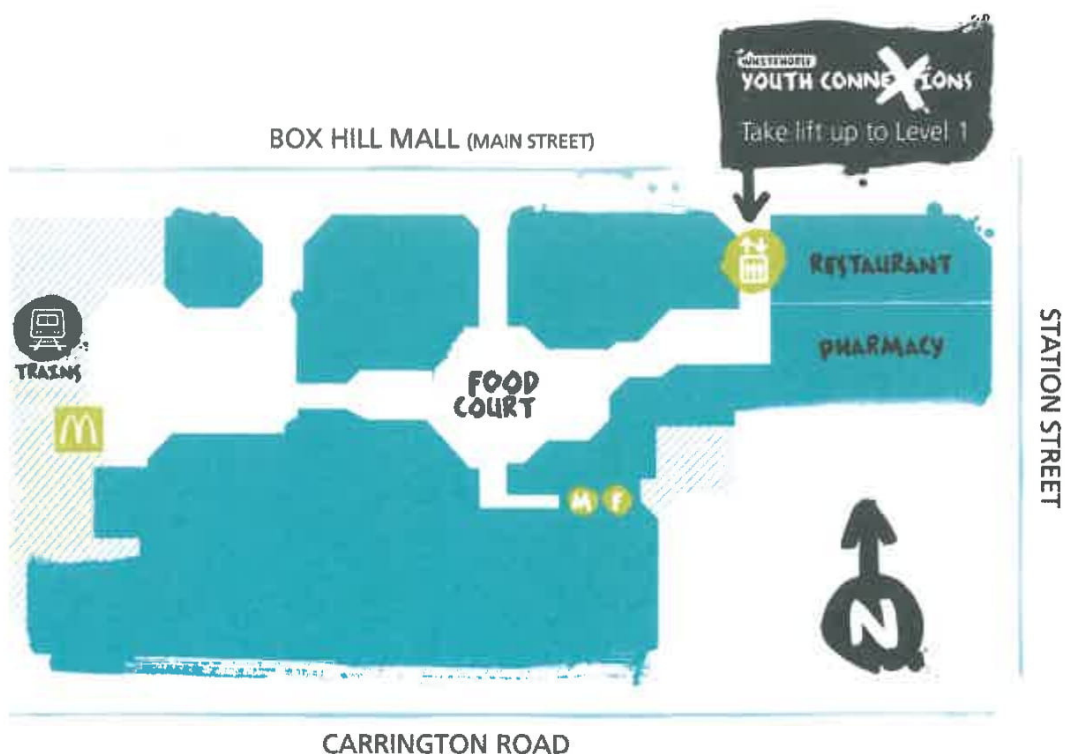 WHITEHORSE
YOUTH CONNEXIONS
Take lift up to Level 1
BOX HILL MALL (MAIN STREET)
RESTAURANT
STATION STREET
PHARMACY
TRAINS
M
FOOD
COURT
M F
N
CARRINGTON ROAD